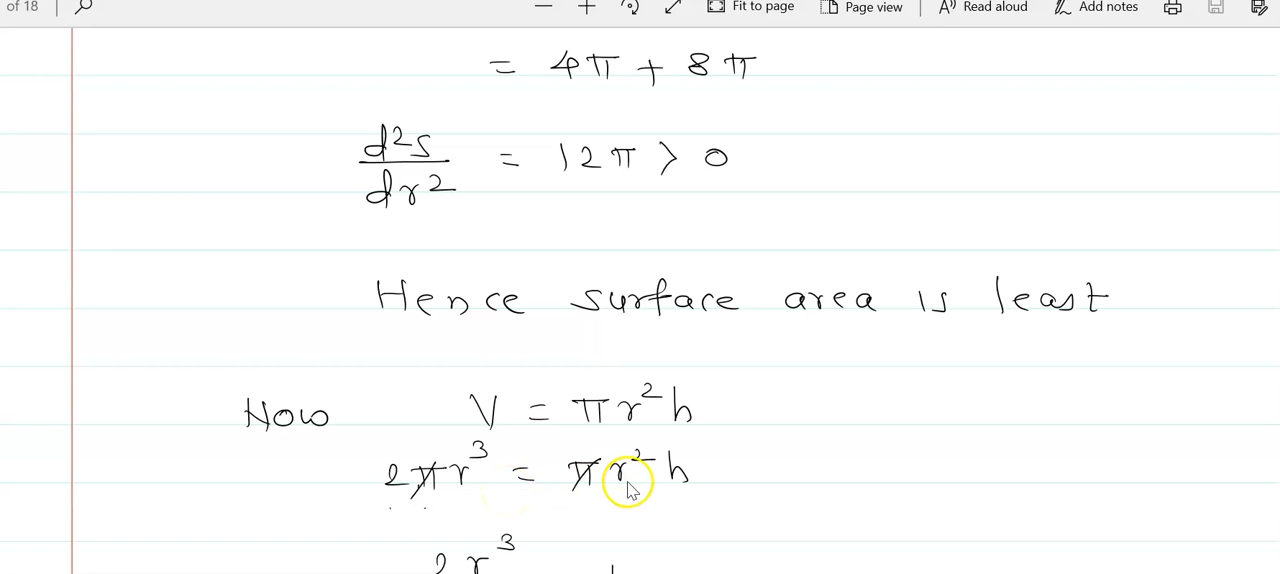 of 18 Fit to page Page view Read aloud Add notes
= 4π + 8π
d²s/dr² = 12π > 0
Hence surface area is least
Now V = πr²h
2πr³ = πr²h
2r³